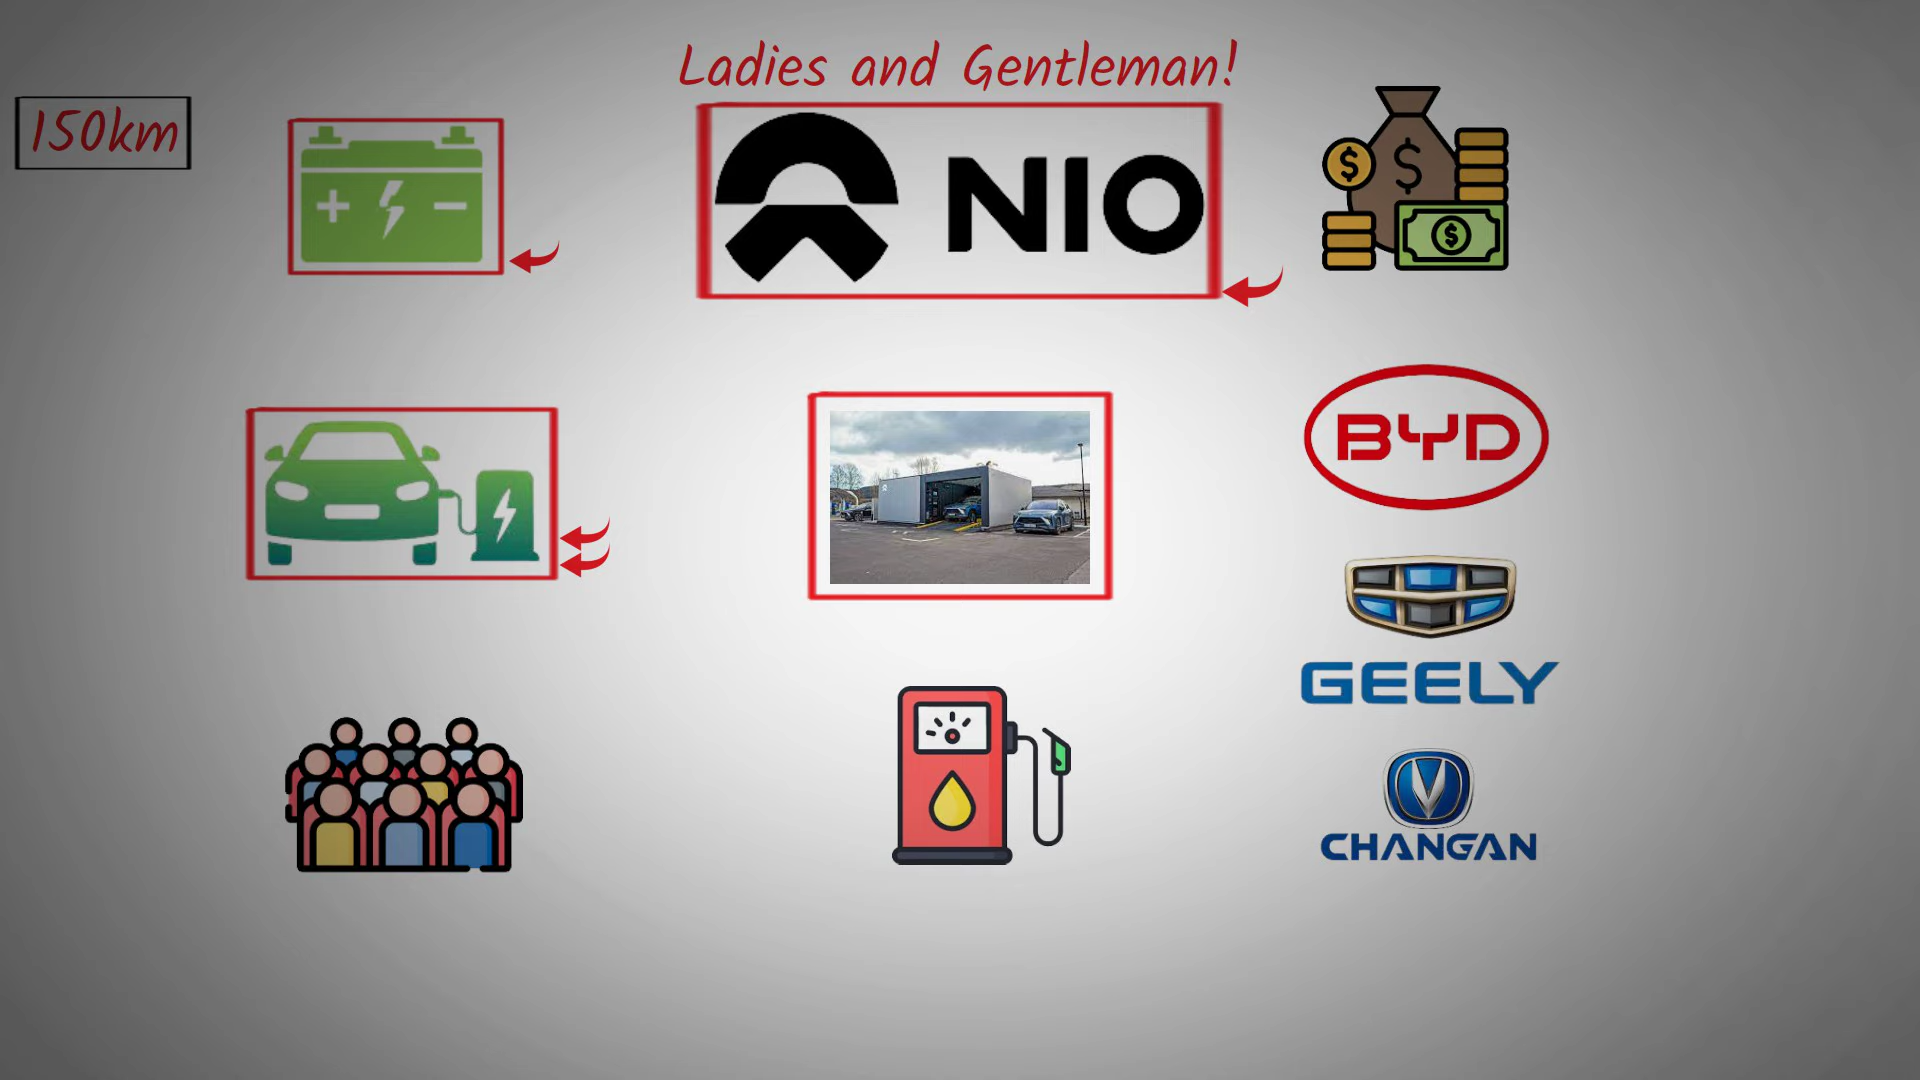 Ladies and Gentleman!
150km
NIO
$ $
$
BYD
GEELY
CHANGAN